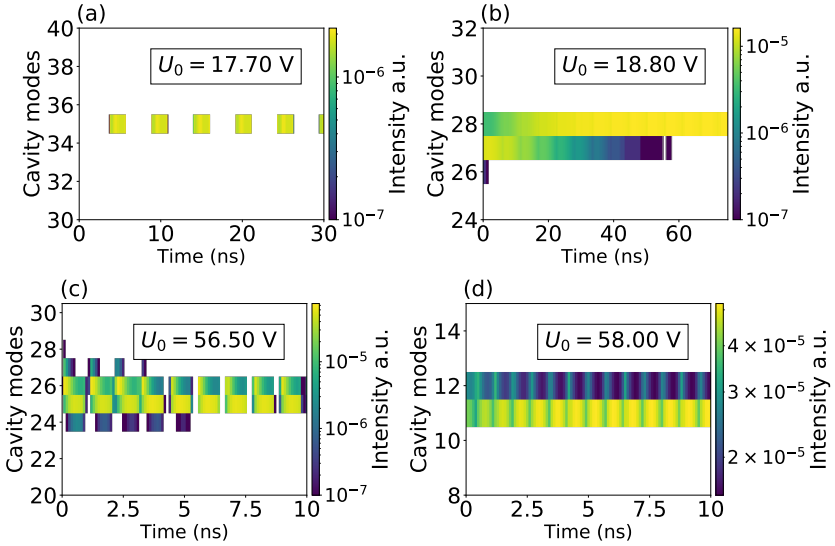 (a)
U₀ = 17.70 V
Cavity modes
40
38
36
34
32
30
0
10
20
30
Time (ns)
10⁻⁶
10⁻⁷
Intensity a.u.
(b)
U₀ = 18.80 V
Cavity modes
32
30
28
26
24
0
20
40
60
Time (ns)
10⁻⁵
10⁻⁶
10⁻⁷
Intensity a.u.
(c)
U₀ = 56.50 V
Cavity modes
30
28
26
24
22
20
0
2.5
5
7.5
10
Time (ns)
10⁻⁵
10⁻⁶
10⁻⁷
Intensity a.u.
(d)
U₀ = 58.00 V
Cavity modes
14
12
10
8
0
2.5
5
7.5
10
Time (ns)
4 × 10⁻⁵
3 × 10⁻⁵
2 × 10⁻⁵
Intensity a.u.